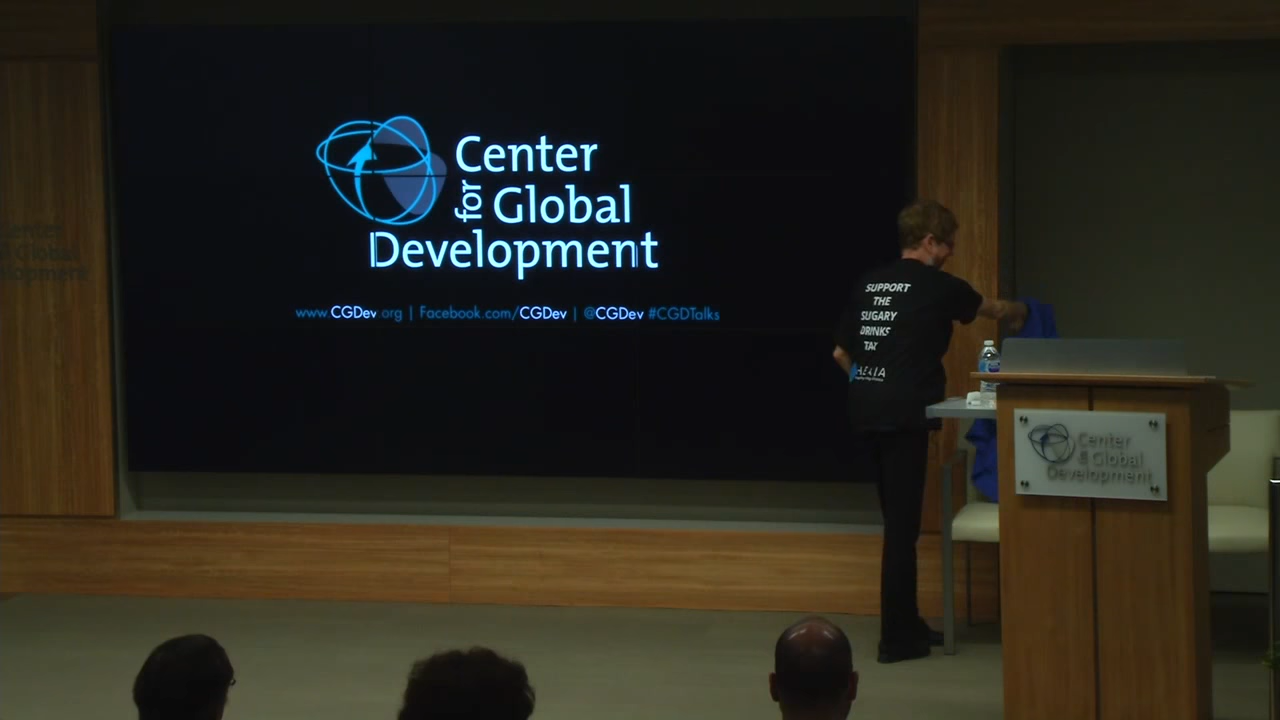 Center
for Global
Development
www.CGDev.org | Facebook.com/CGDev | @CGDev #CGDTalks
SUPPORT
THE
SUGARY
DRINKS
TAX
Center
for Global
Development